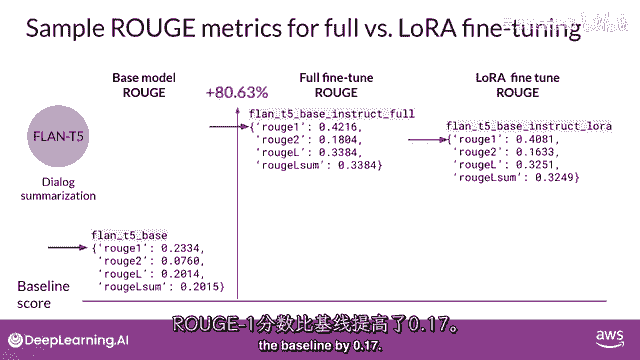 Sample ROUGE metrics for full vs. LoRA fine-tuning
Base model
ROUGE
+80.63%
Full fine-tune
ROUGE
LoRA fine tune
ROUGE
FLAN-T5
Dialog
summarization
flan_t5_base
{'rouge1': 0.2334,
'rouge2': 0.0760,
'rougeL': 0.2014,
'rougeLsum': 0.2015}
flan_t5_base_instruct_full
{'rouge1': 0.4216,
'rouge2': 0.1804,
'rougeL': 0.3384,
'rougeLsum': 0.3384}
flan_t5_base_instruct_lora
{'rouge1': 0.4081,
'rouge2': 0.1633,
'rougeL': 0.3251,
'rougeLsum': 0.3249}
Baseline
score
ROUGE-1分数比基线提高了0.17。
the baseline by 0.17.
DeepLearning.AI
aws